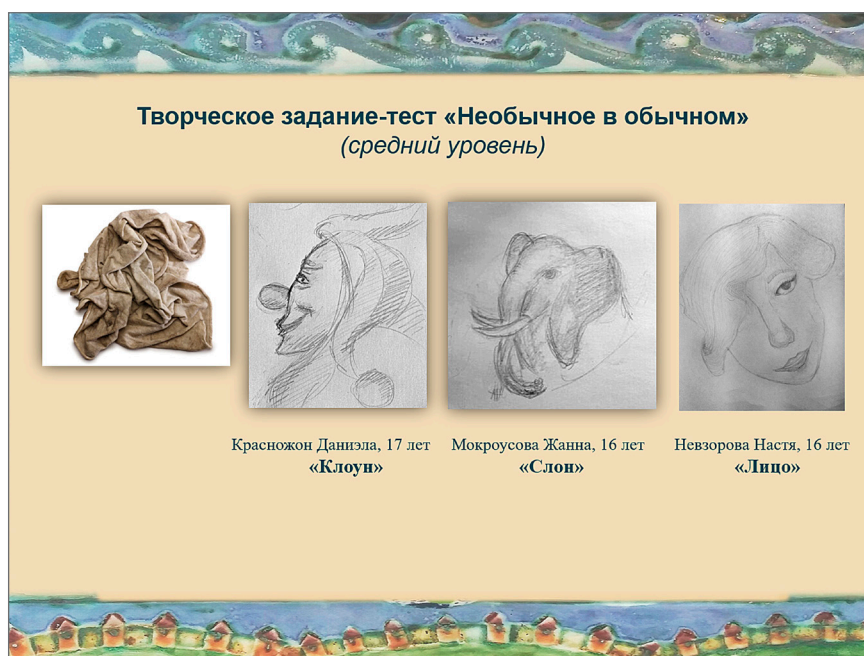 Творческое задание-тест «Необычное в обычном»
(средний уровень)
Красножон Даниэла, 17 лет
«Клоун»
Мокроусова Жанна, 16 лет
«Слон»
Невзорова Настя, 16 лет
«Лицо»